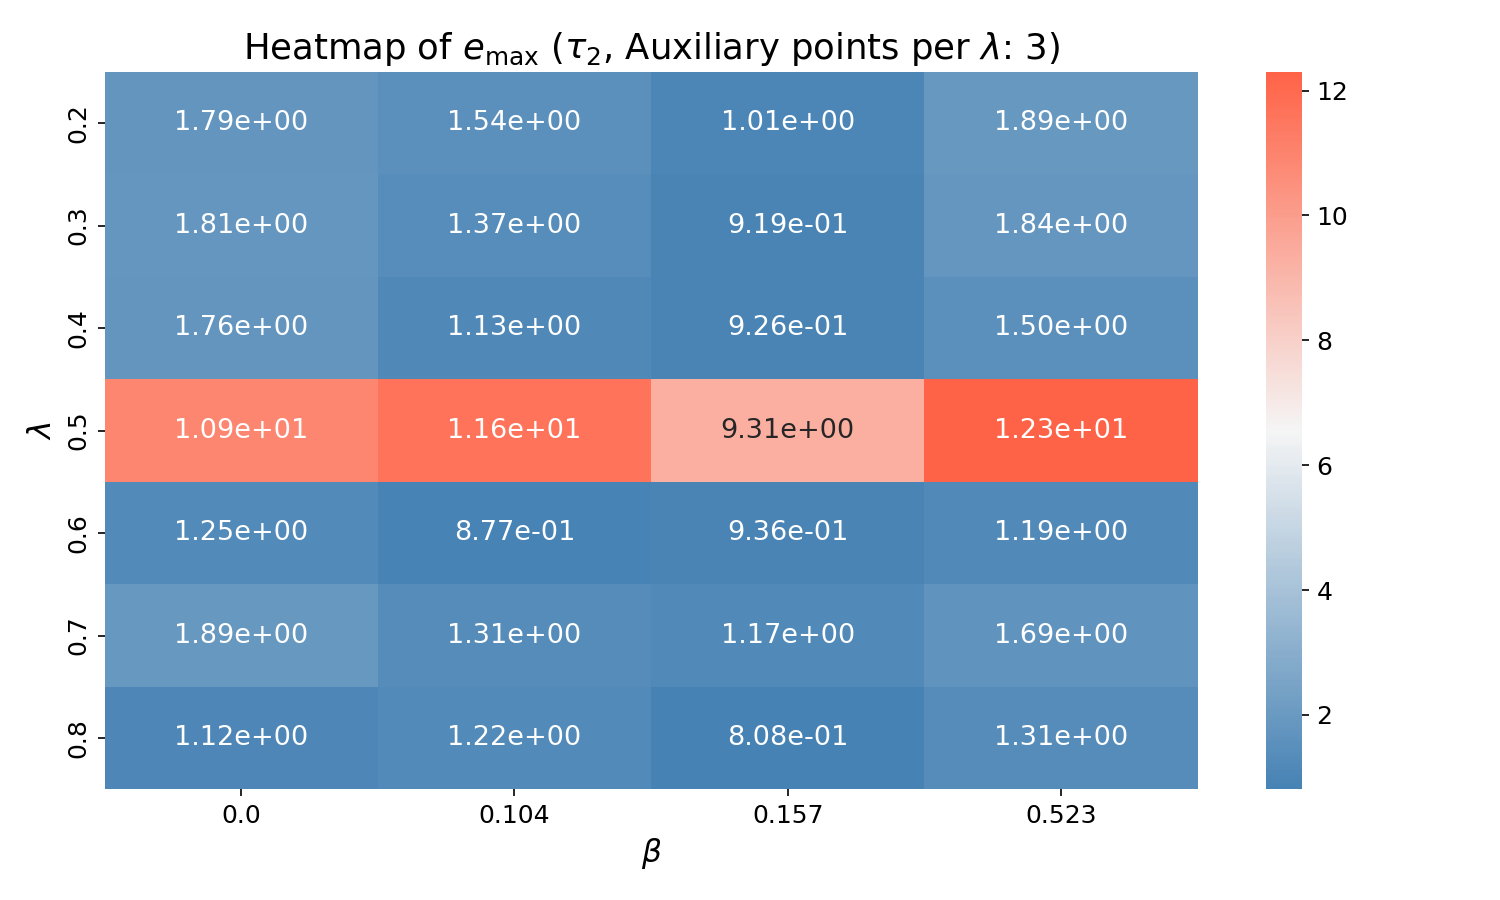 Heatmap of e_max (τ_2, Auxiliary points per λ: 3)
0.2 1.79e+00 1.54e+00 1.01e+00 1.89e+00
0.3 1.81e+00 1.37e+00 9.19e-01 1.84e+00
0.4 1.76e+00 1.13e+00 9.26e-01 1.50e+00
λ
0.5 1.09e+01 1.16e+01 9.31e+00 1.23e+01
0.6 1.25e+00 8.77e-01 9.36e-01 1.19e+00
0.7 1.89e+00 1.31e+00 1.17e+00 1.69e+00
0.8 1.12e+00 1.22e+00 8.08e-01 1.31e+00
0.0 0.104 0.157 0.523
β
12
10
8
6
4
2